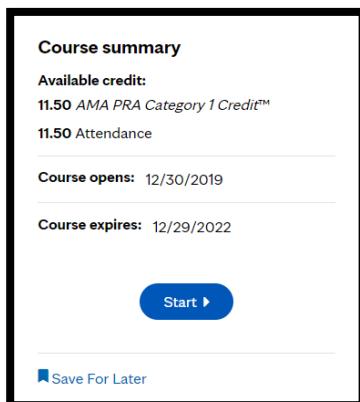 Course summary
Available credit:
11.50 AMA PRA Category 1 Credit™
11.50 Attendance
Course opens: 12/30/2019
Course expires: 12/29/2022
Start
Save For Later